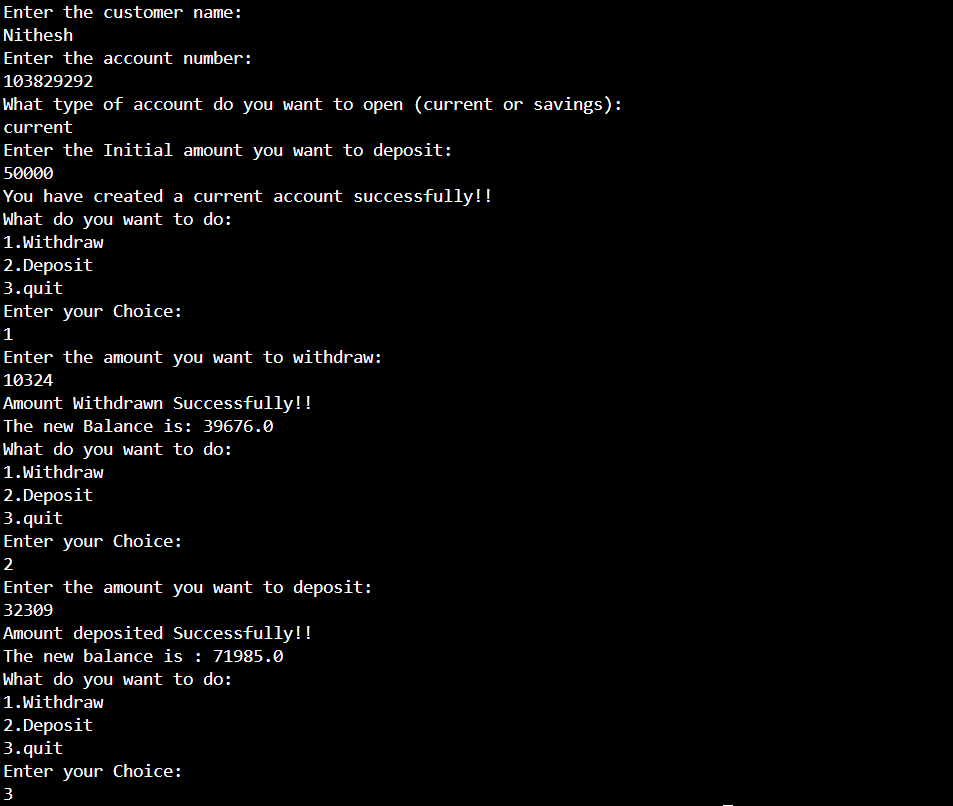 Enter the customer name:
Nithesh
Enter the account number:
103829292
What type of account do you want to open (current or savings):
current
Enter the Initial amount you want to deposit:
50000
You have created a current account successfully!!
What do you want to do:
1.Withdraw
2.Deposit
3.quit
Enter your Choice:
1
Enter the amount you want to withdraw:
10324
Amount Withdrawn Successfully!!
The new Balance is: 39676.0
What do you want to do:
1.Withdraw
2.Deposit
3.quit
Enter your Choice:
2
Enter the amount you want to deposit:
32309
Amount deposited Successfully!!
The new balance is : 71985.0
What do you want to do:
1.Withdraw
2.Deposit
3.quit
Enter your Choice:
3